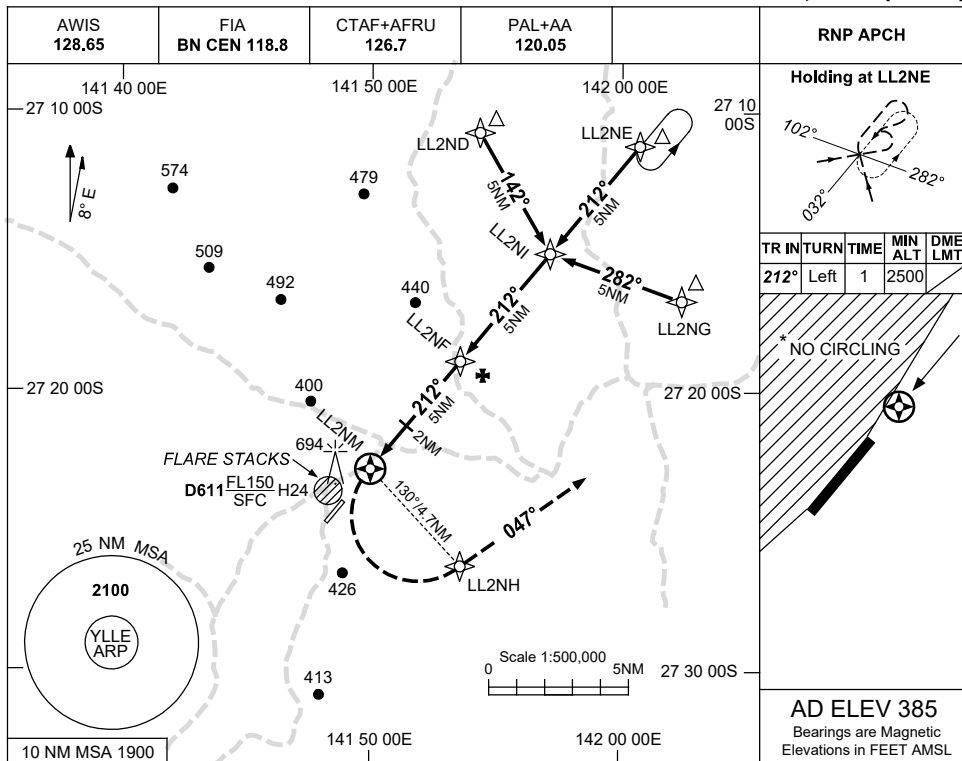 AWIS
128.65
FIA
BN CEN 118.8
CTAF+AFRU
126.7
PAL+AA
120.05
RNP APCH
141 40 00E
141 50 00E
142 00 00E
27 10 00S
27 10
00S
Holding at LL2NE
102°
282°
032°
TR IN
TURN
TIME
MIN
ALT
DME
LMT
212°
Left
1
2500
8° E
574
479
509
492
440
LL2ND
LL2NE
142°
5NM
212°
5NM
LL2NI
282°
5NM
LL2NG
212°
5NM
LL2NF
* NO CIRCLING
27 20 00S
27 20 00S
400
212°
5NM
2NM
LL2NM
694
FLARE STACKS
D611 FL150
SFC H24
130°/4.7NM
047°
LL2NH
426
25 NM MSA
2100
YLLE
ARP
413
Scale 1:500,000
0
5NM
27 30 00S
10 NM MSA 1900
141 50 00E
142 00 00E
AD ELEV 385
Bearings are Magnetic
Elevations in FEET AMSL